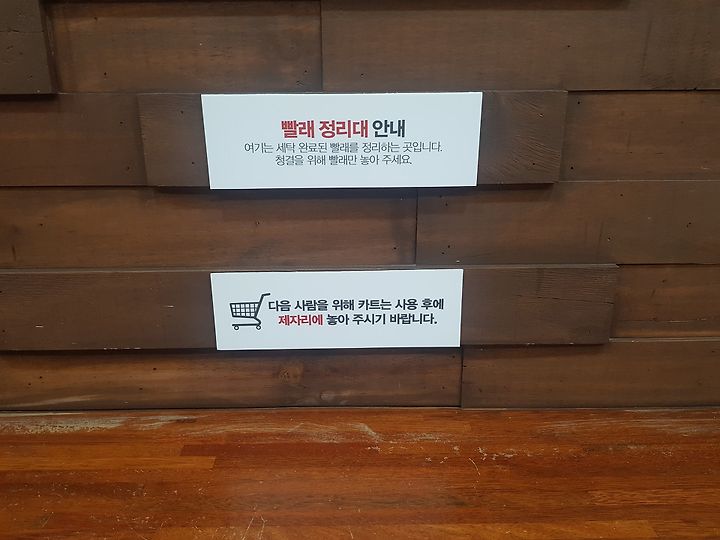 빨래 정리대 안내
여기는 세탁 완료된 빨래를 정리하는 곳입니다.
청결을 위해 빨래만 놓아 주세요.
다음 사람을 위해 카트는 사용 후에
제자리에 놓아 주시기 바랍니다.